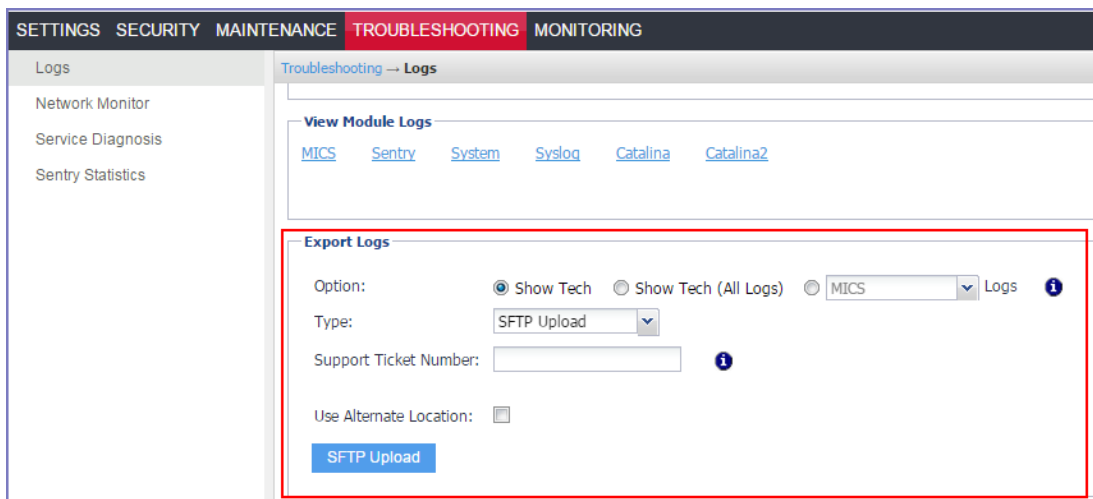 SETTINGS SECURITY MAINTENANCE TROUBLESHOOTING MONITORING
Logs
Network Monitor
Service Diagnosis
Sentry Statistics
Troubleshooting → Logs
View Module Logs
MICS Sentry System Syslog Catalina Catalina2
Export Logs
Option: Show Tech Show Tech (All Logs) MICS Logs
Type: SFTP Upload
Support Ticket Number:
Use Alternate Location:
SFTP Upload